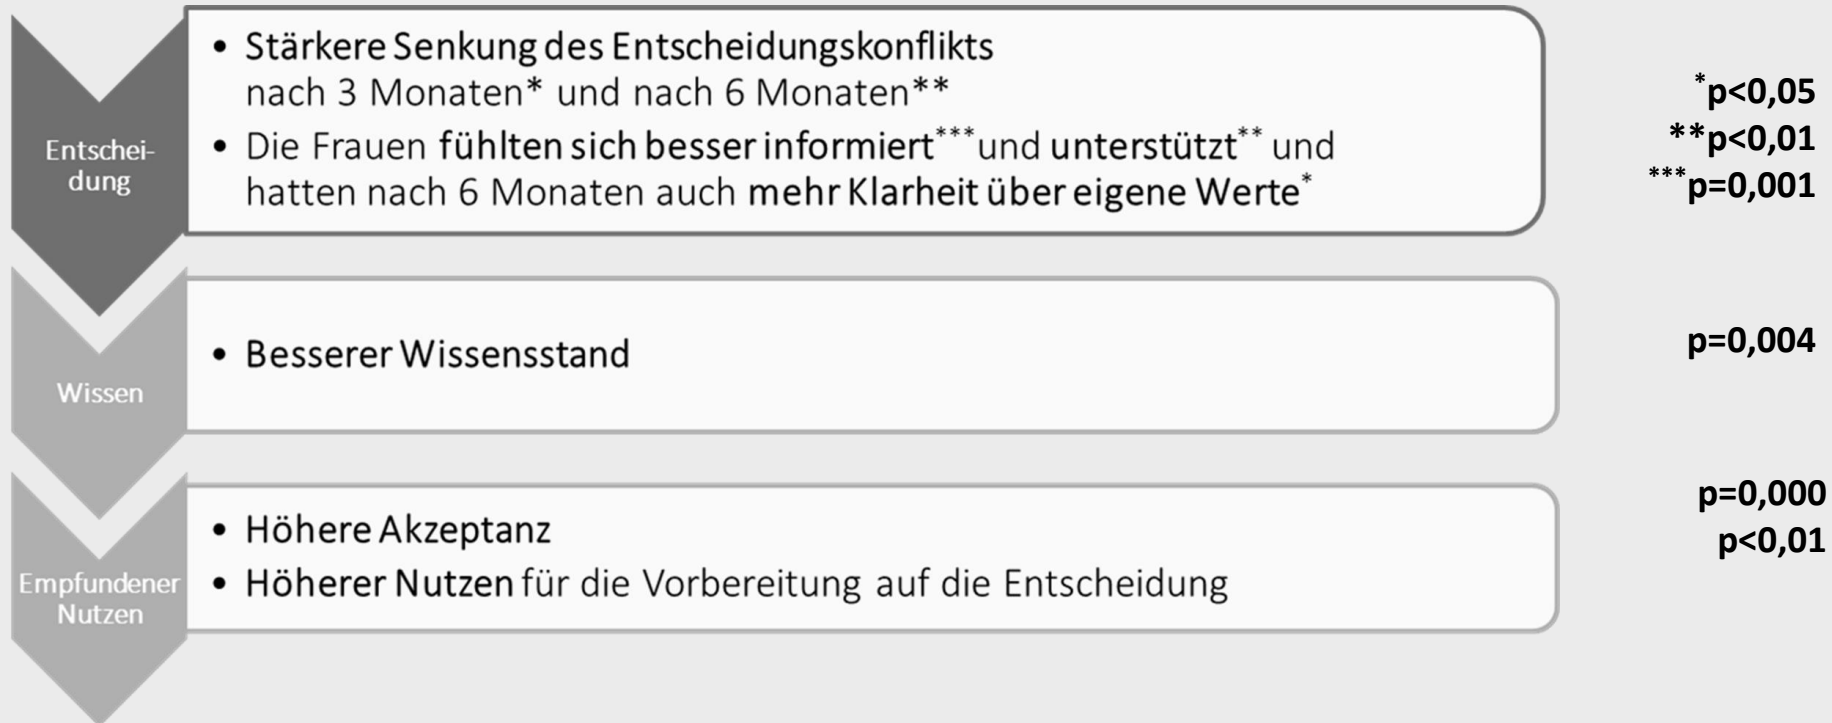 Entschei-
dung
• Stärkere Senkung des Entscheidungskonflikts
nach 3 Monaten* und nach 6 Monaten**
• Die Frauen fühlten sich besser informiert*** und unterstützt** und
hatten nach 6 Monaten auch mehr Klarheit über eigene Werte*
*p<0,05
**p<0,01
***p=0,001
Wissen
• Besserer Wissensstand
p=0,004
Empfundener
Nutzen
• Höhere Akzeptanz
• Höherer Nutzen für die Vorbereitung auf die Entscheidung
p=0,000
p<0,01